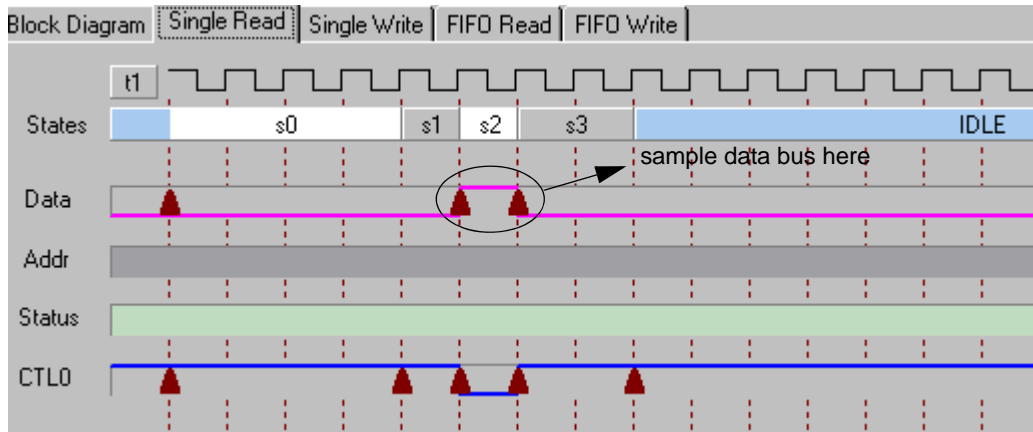 Block Diagram Single Read Single Write FIFO Read FIFO Write
t1
States s0 s1 s2 s3 IDLE
sample data bus here
Data
Addr
Status
CTL0